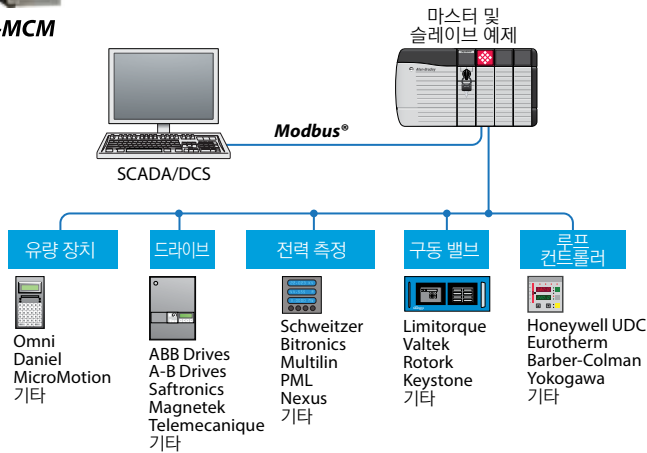 -MCM
마스터 및
슬레이브 예제
Modbus®
SCADA/DCS
유량 장치
드라이브
전력 측정
구동 밸브
루프
컨트롤러
Omni
Daniel
MicroMotion
기타
ABB Drives
A-B Drives
Saftronics
Magnetek
Telemecanique
기타
Schweitzer
Bitronics
Multilin
PML
Nexus
기타
Limitorque
Valtek
Rotork
Keystone
기타
Honeywell UDC
Eurotherm
Barber-Colman
Yokogawa
기타